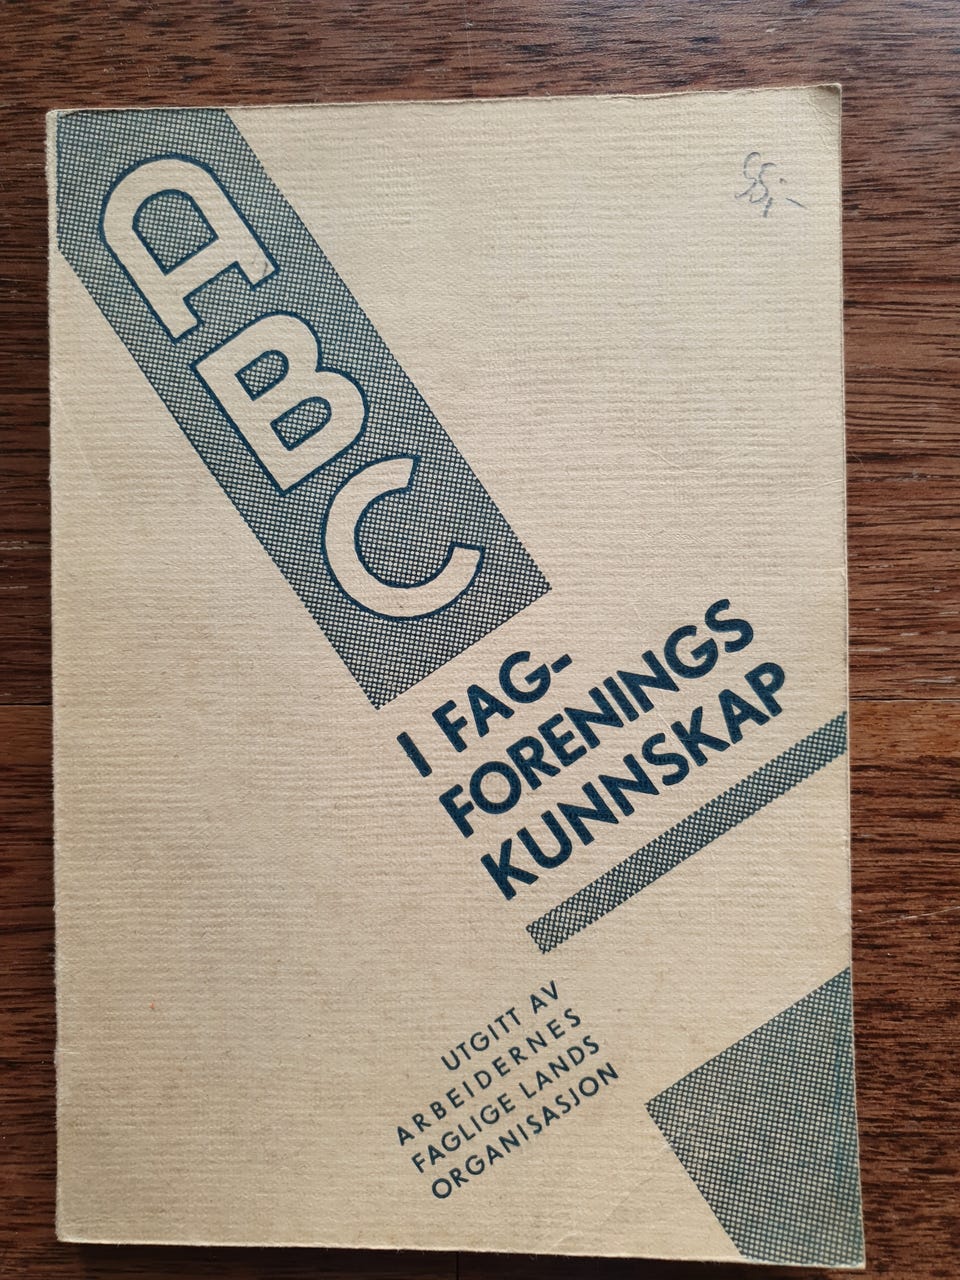 ABC
I FAG-
FORENINGS
KUNNSKAP
UTGITT AV
ARBEIDERNES
FAGLIGE LANDS
ORGANISASJON